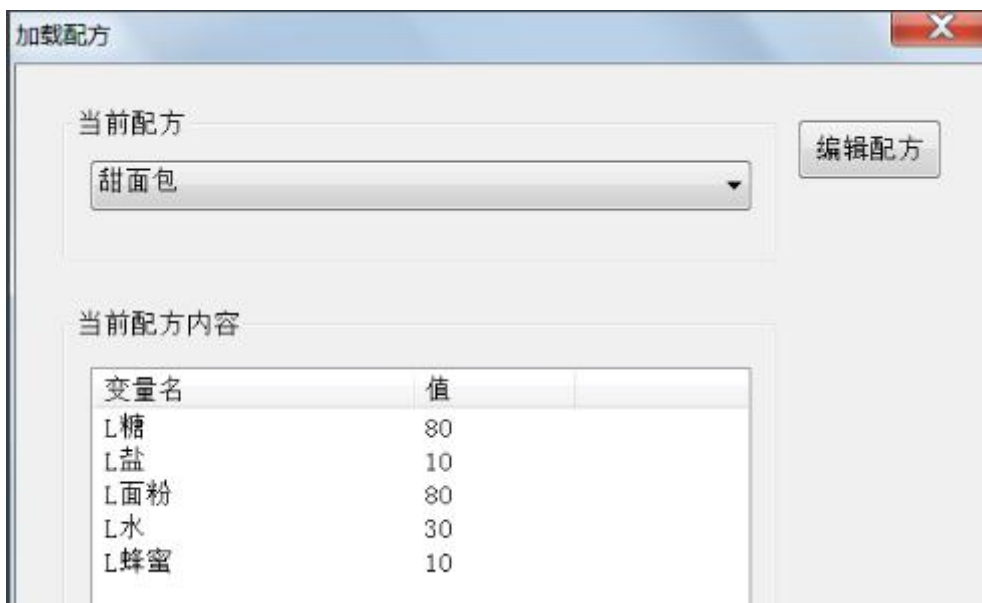 加载配方
当前配方
编辑配方
甜面包
当前配方内容
变量名 值
L糖 80
L盐 10
L面粉 80
L水 30
L蜂蜜 10